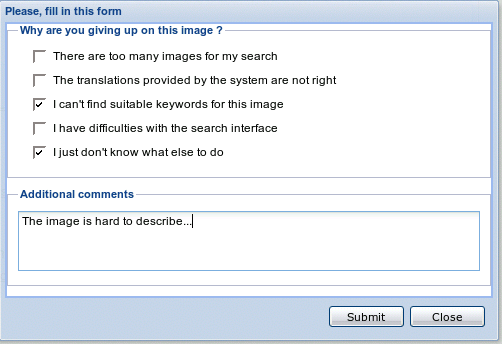 Please, fill in this form
Why are you giving up on this image ?
There are too many images for my search
The translations provided by the system are not right
I can't find suitable keywords for this image
I have difficulties with the search interface
I just don't know what else to do
Additional comments
The image is hard to describe...
Submit Close